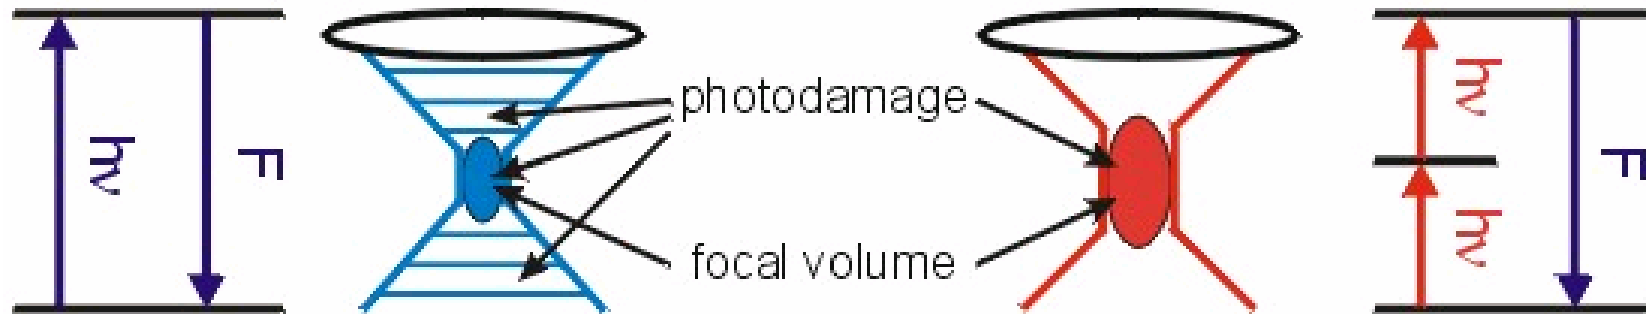 hν
F
photodamage
focal volume
hν
hν
F